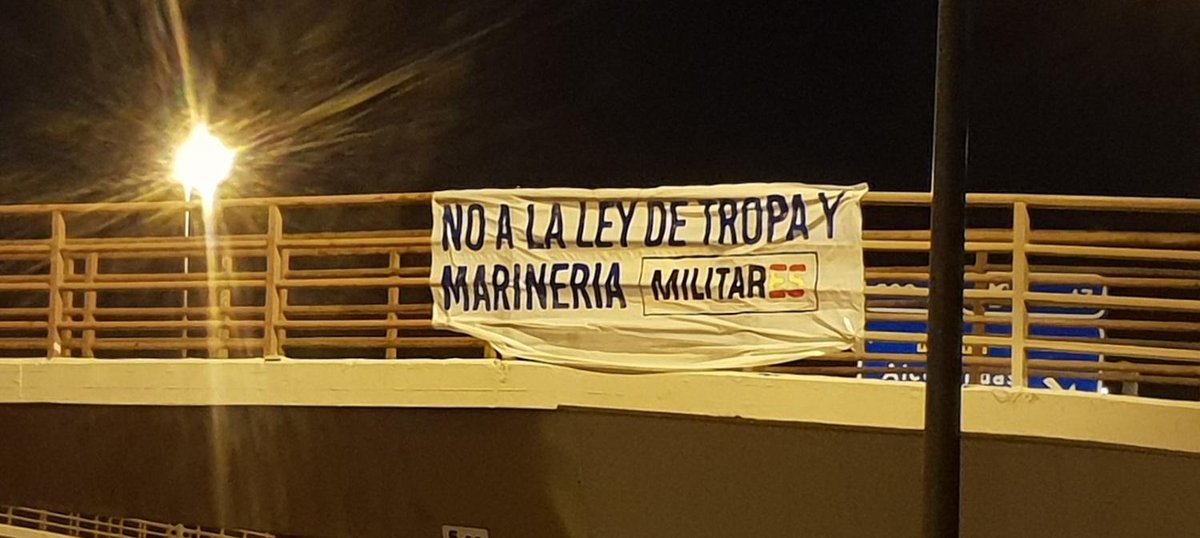 NO A LA LEY DE TROPA Y
MARINERIA MILITARES